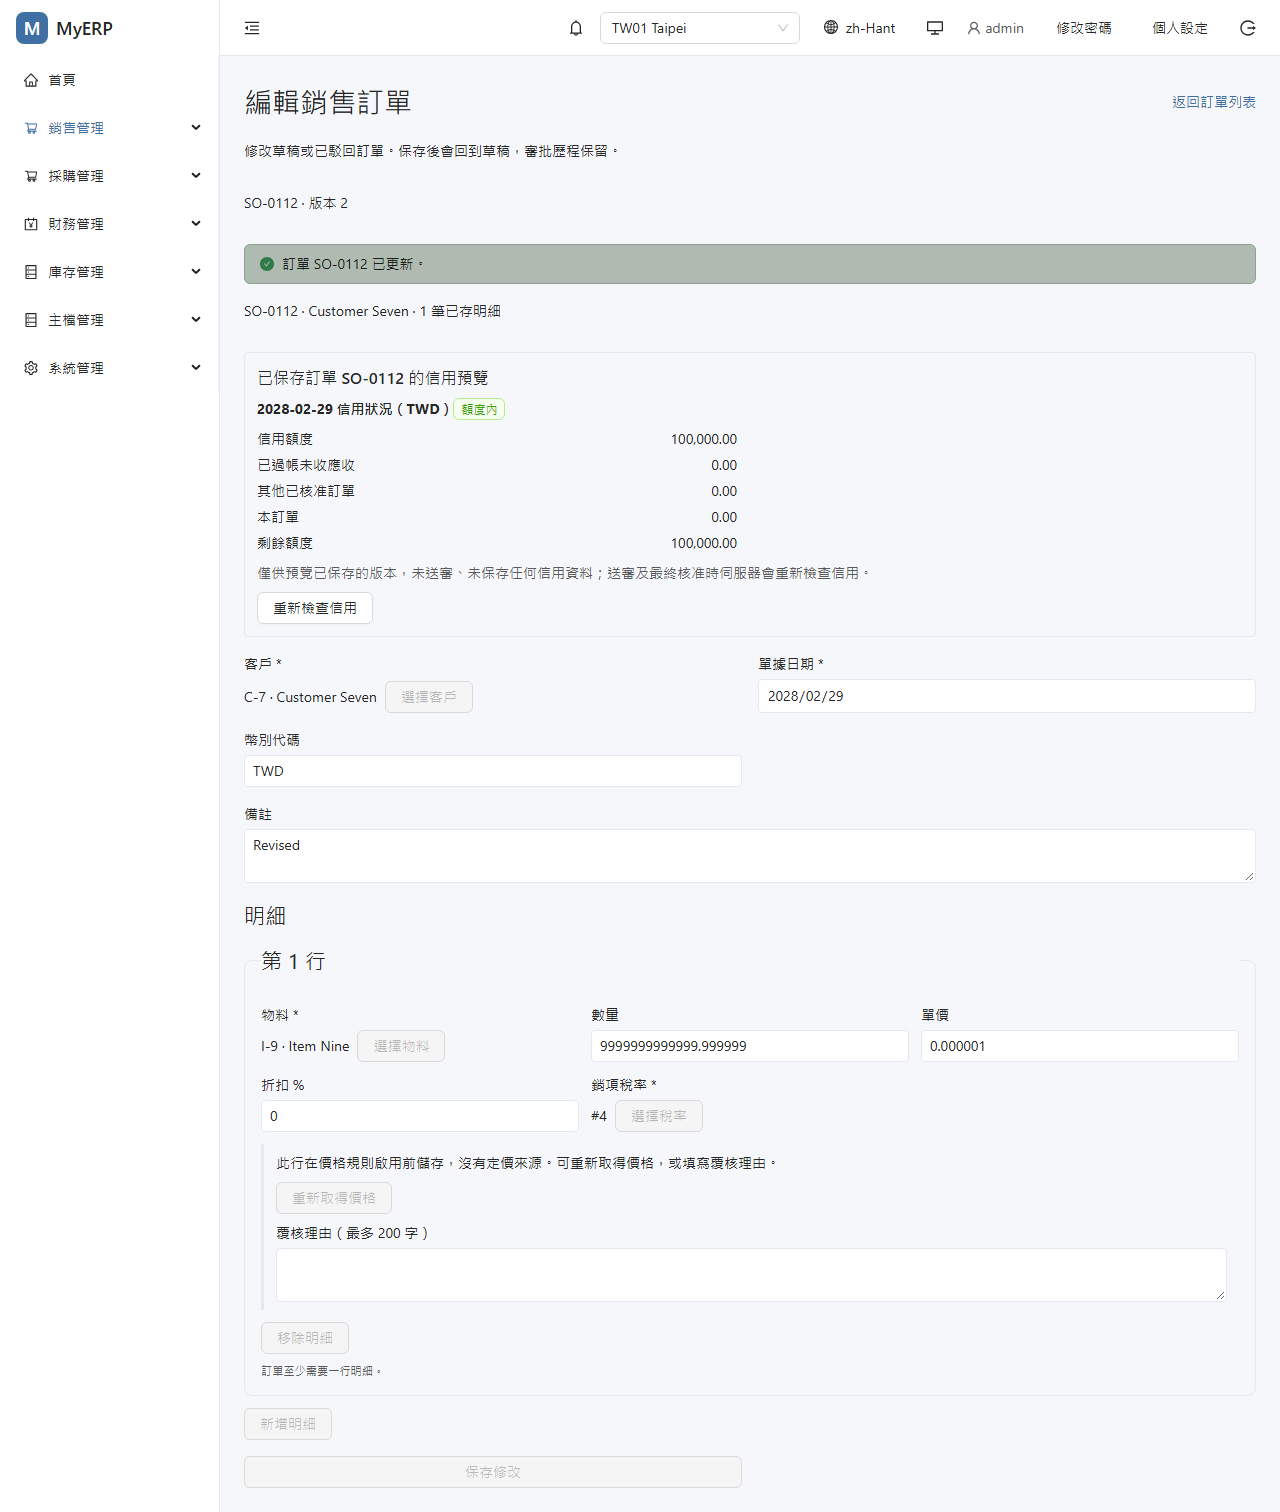 M MyERP
TW01 Taipei
zh-Hant
admin
修改密碼
個人設定
首頁
銷售管理
採購管理
財務管理
庫存管理
主檔管理
系統管理
編輯銷售訂單
返回訂單列表
修改草稿或已駁回訂單。保存後會回到草稿，審批歷程保留。
SO-0112 · 版本 2
訂單 SO-0112 已更新。
SO-0112 · Customer Seven · 1 筆已存明細
已保存訂單 SO-0112 的信用預覽
2028-02-29 信用狀況（TWD） 額度內
信用額度 100,000.00
已過帳未收應收 0.00
其他已核准訂單 0.00
本訂單 0.00
剩餘額度 100,000.00
僅供預覽已保存的版本，未送審、未保存任何信用資料；送審及最終核准時伺服器會重新檢查信用。
重新檢查信用
客戶 *
C-7 · Customer Seven 選擇客戶
單據日期 *
2028/02/29
幣別代碼
TWD
備註
Revised
明細
第 1 行
物料 *
I-9 · Item Nine 選擇物料
數量
9999999999999.999999
單價
0.000001
折扣 %
0
銷項稅率 *
#4 選擇稅率
此行在價格規則啟用前儲存，沒有定價來源。可重新取得價格，或填寫覆核理由。
重新取得價格
覆核理由（最多 200 字）
移除明細
訂單至少需要一行明細。
新增明細
保存修改